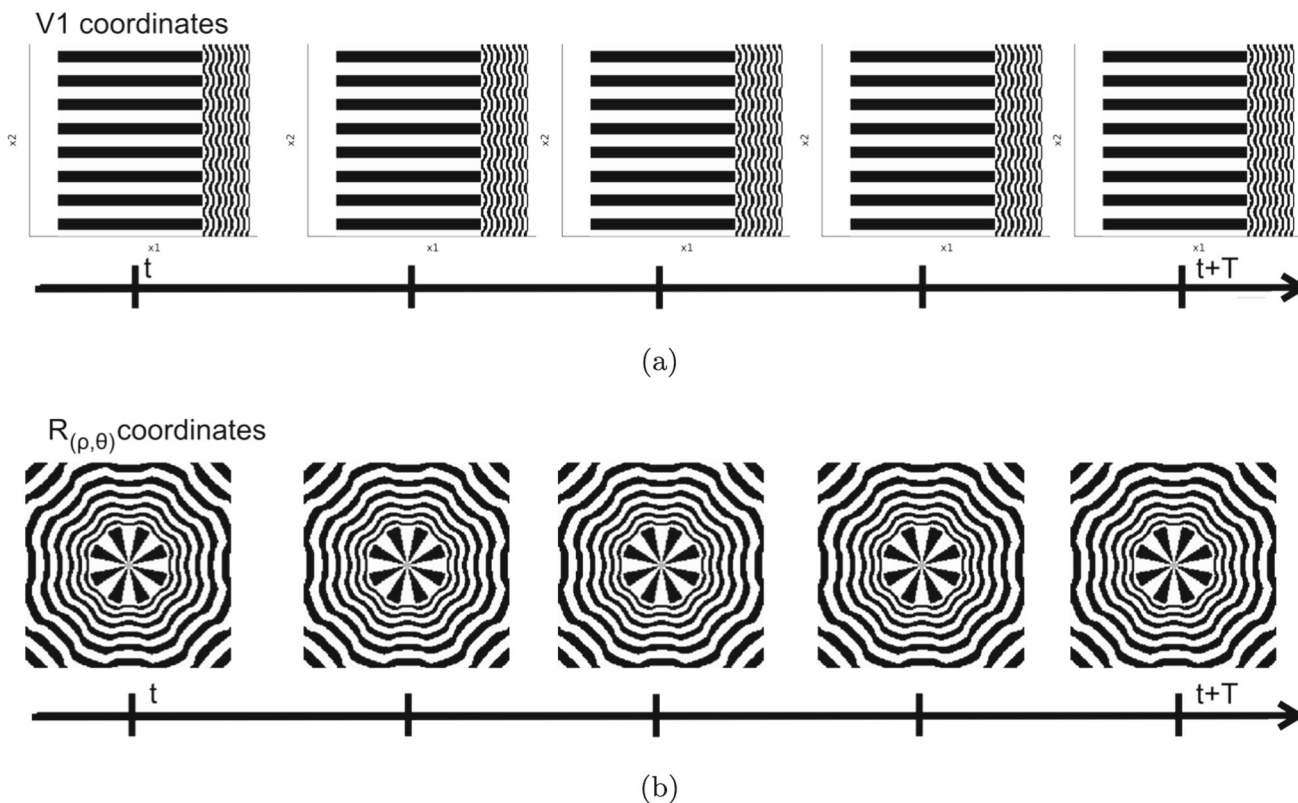 V1 coordinates
x2 x2 x2 x2 x2
x1 x1 x1 x1 x1
t t+T
(a)
R(ρ,θ) coordinates
t t+T
(b)